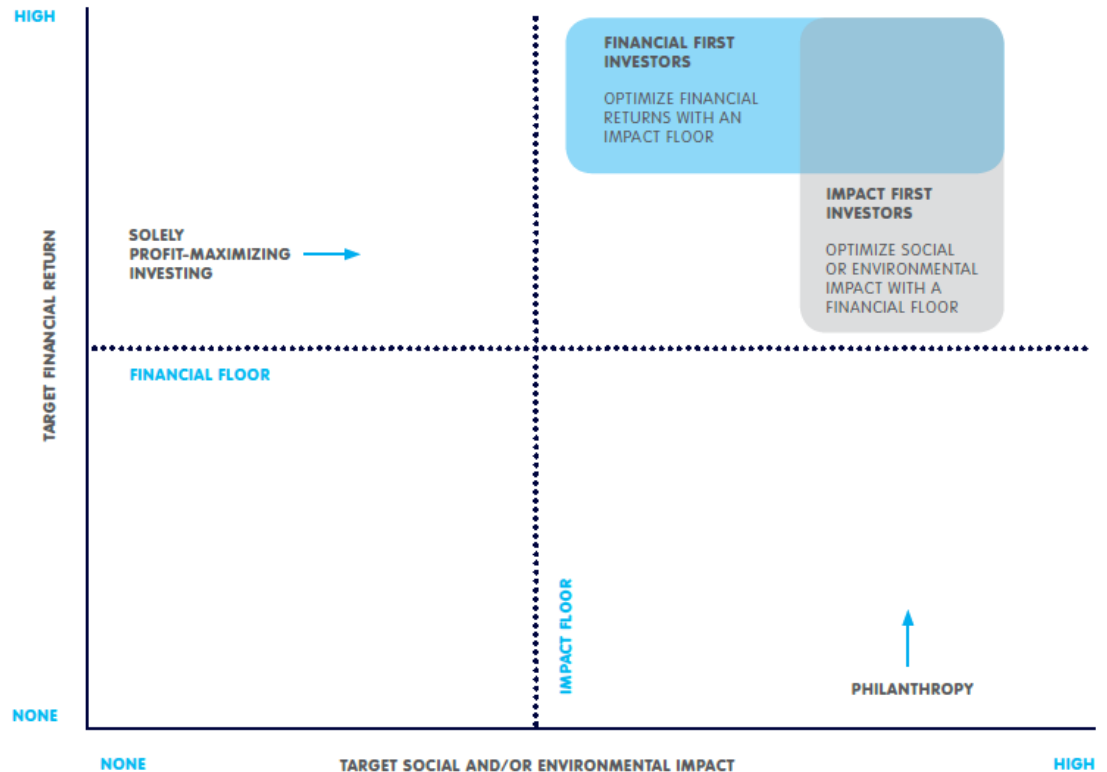 HIGH
FINANCIAL FIRST
INVESTORS
OPTIMIZE FINANCIAL
RETURNS WITH AN
IMPACT FLOOR
IMPACT FIRST
INVESTORS
OPTIMIZE SOCIAL
OR ENVIRONMENTAL
IMPACT WITH A
FINANCIAL FLOOR
SOLELY
PROFIT-MAXIMIZING
INVESTING
TARGET FINANCIAL RETURN
FINANCIAL FLOOR
IMPACT FLOOR
PHILANTHROPY
NONE
NONE
TARGET SOCIAL AND/OR ENVIRONMENTAL IMPACT
HIGH